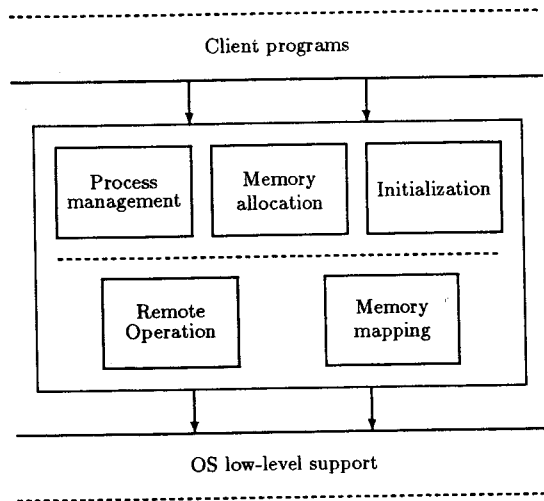 Client programs
Process
management
Memory
allocation
Initialization
Remote
Operation
Memory
mapping
OS low-level support